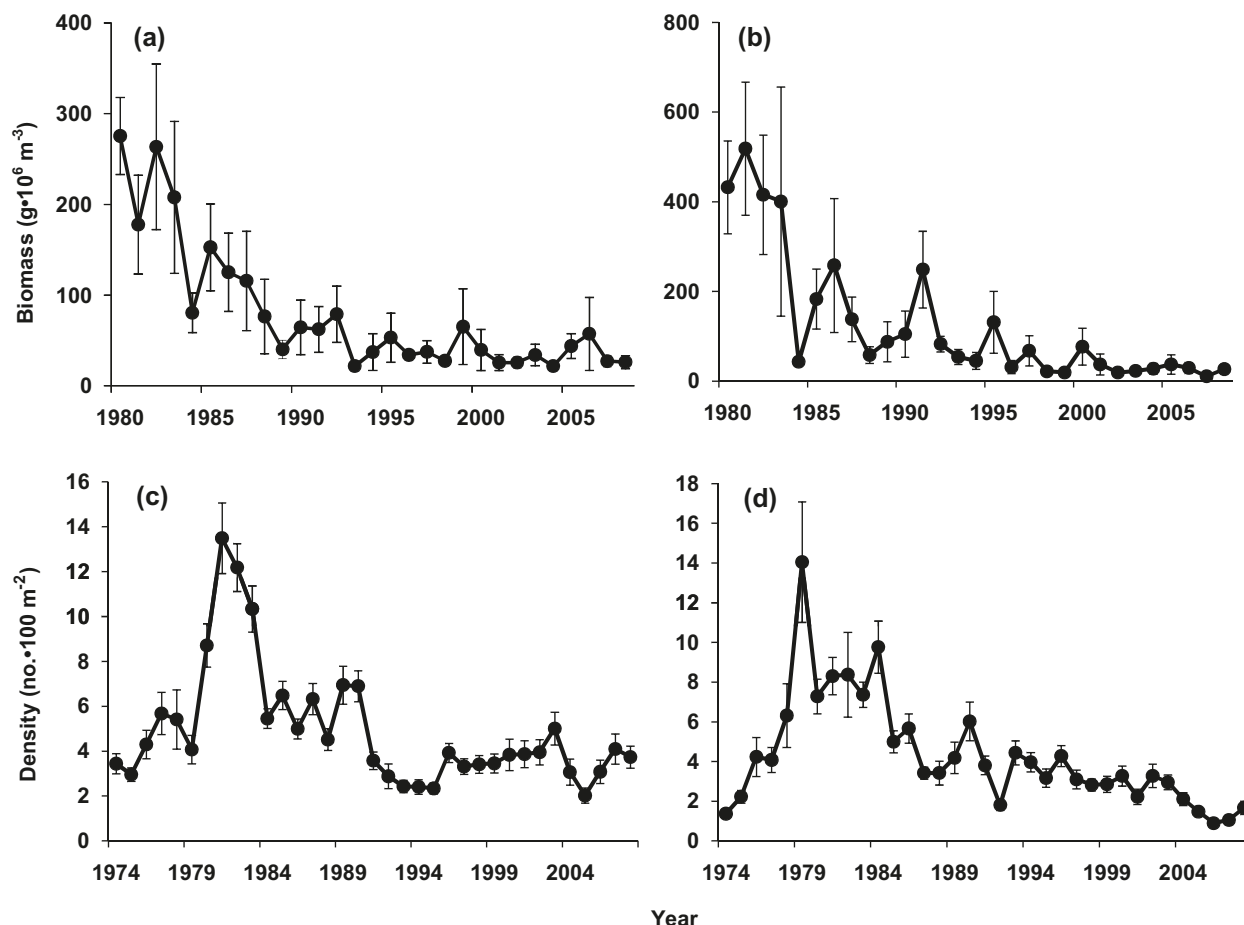 (a)
400
300
200
100
0
1980 1985 1990 1995 2000 2005
(b)
800
600
400
200
0
1980 1985 1990 1995 2000 2005
Biomass (g•10⁶ m⁻³)
(c)
16
14
12
10
8
6
4
2
0
1974 1979 1984 1989 1994 1999 2004
(d)
18
16
14
12
10
8
6
4
2
0
1974 1979 1984 1989 1994 1999 2004
Density (no.•100 m⁻²)
Year